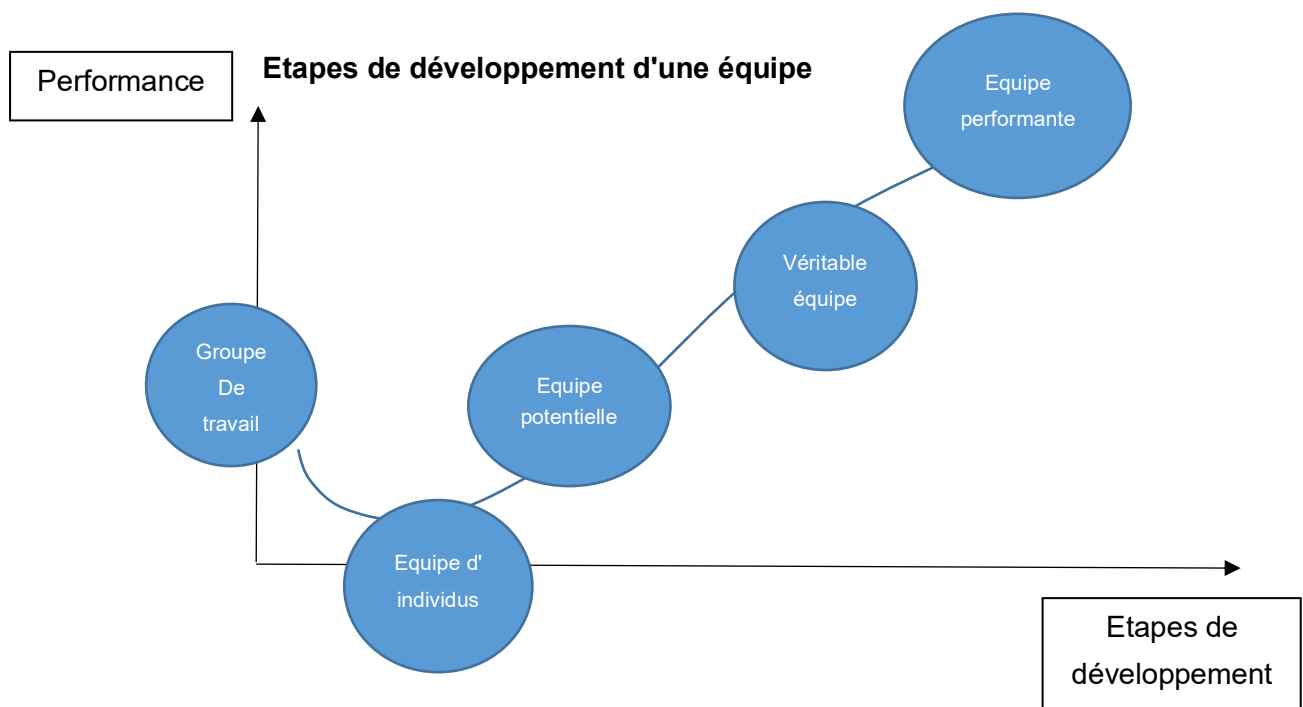 Performance
Etapes de développement d'une équipe
Equipe
performante
Véritable
équipe
Groupe
De
travail
Equipe
potentielle
Equipe d'
individus
Etapes de
développement